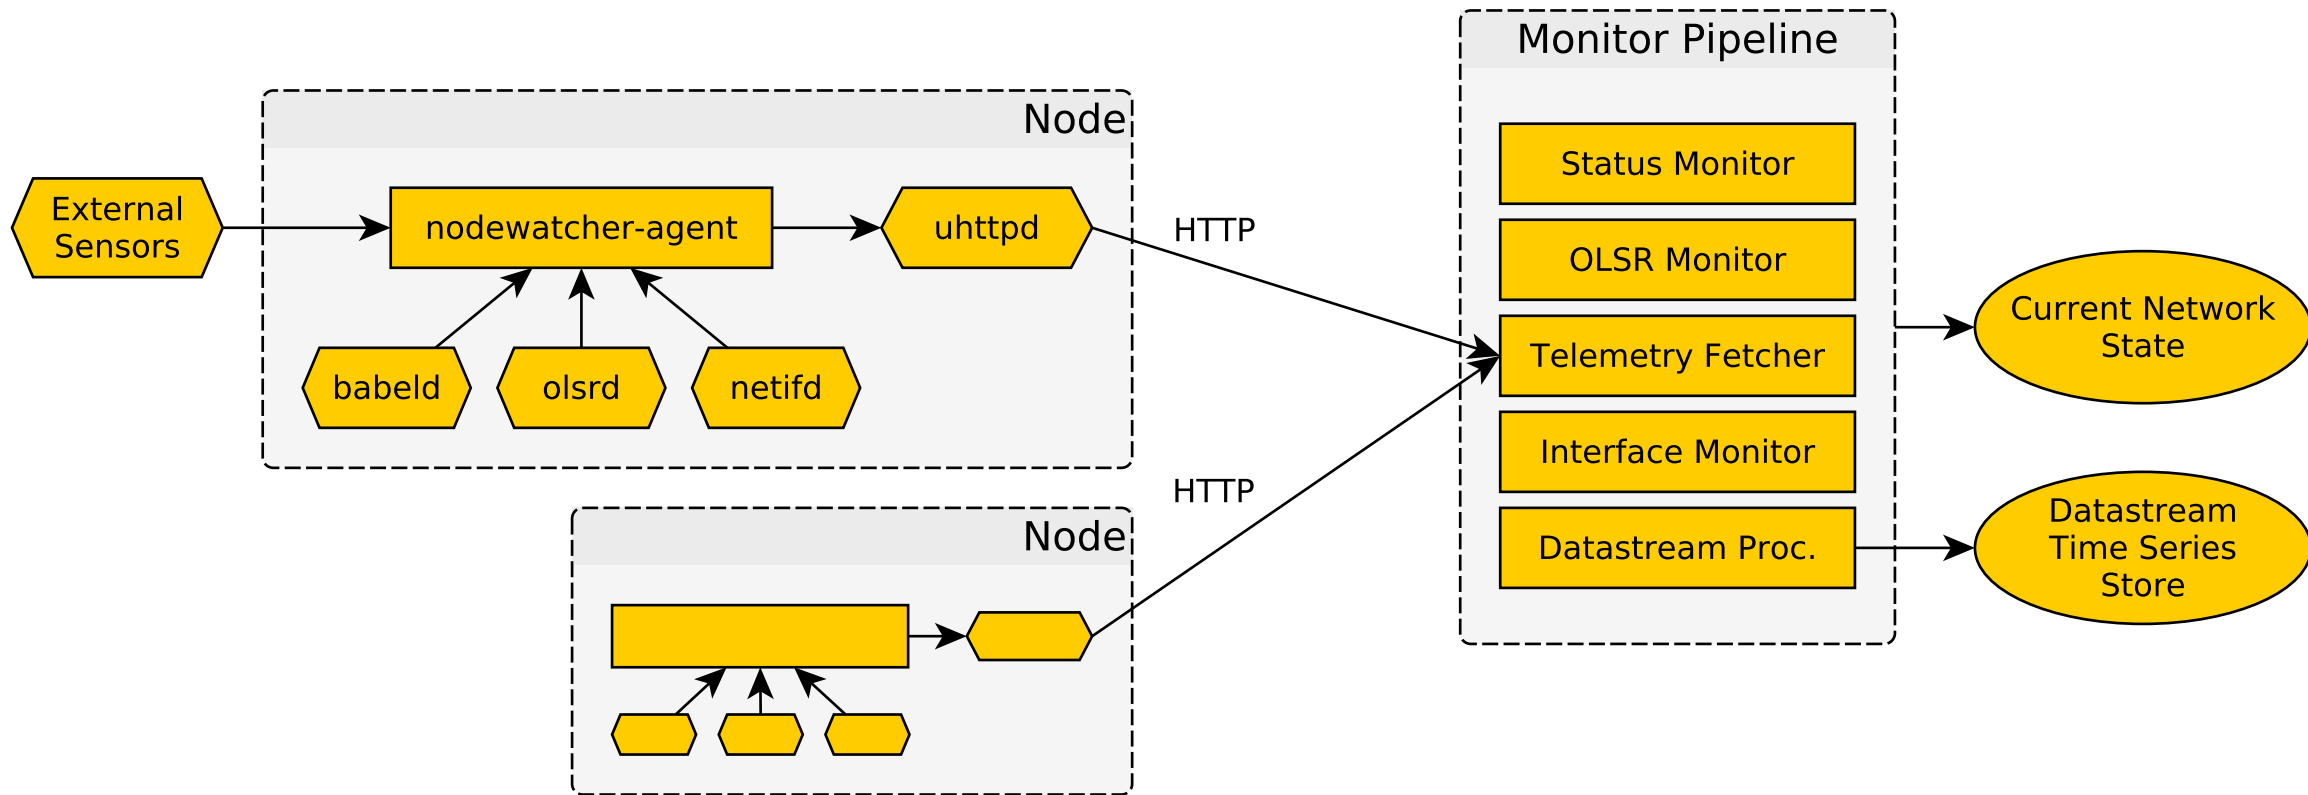 Monitor Pipeline
Node
External
Sensors
nodewatcher-agent
uhttpd
babeld
olsrd
netifd
HTTP
Status Monitor
OLSR Monitor
Telemetry Fetcher
Interface Monitor
Datastream Proc.
Current Network
State
Datastream
Time Series
Store
HTTP
Node